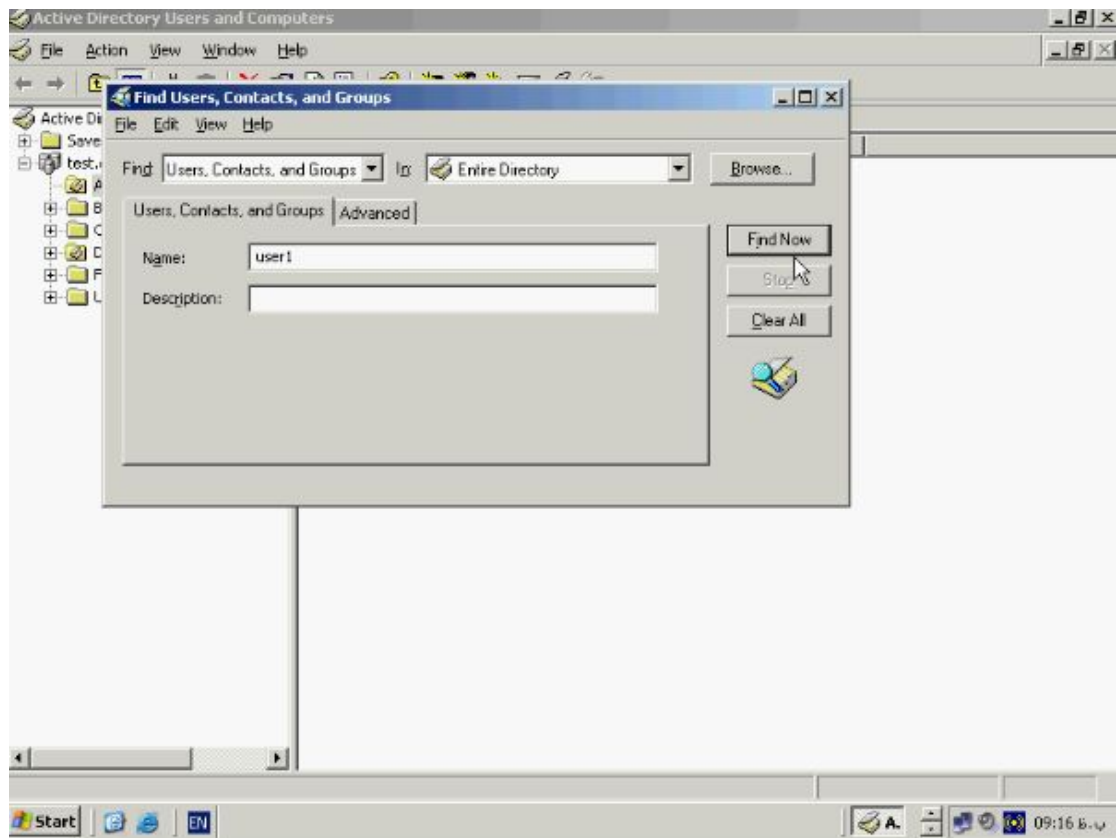 Active Directory Users and Computers
File Action View Window Help
Find Users, Contacts, and Groups
Active Di
File Edit View Help
Save
test.
Find: Users, Contacts, and Groups In: Entire Directory Browse...
A
B
Users, Contacts, and Groups Advanced
C
Find Now
D
Name: user1
F
Stop
U
Description:
Clear All
Start EN A. 09:16 ق.ظ